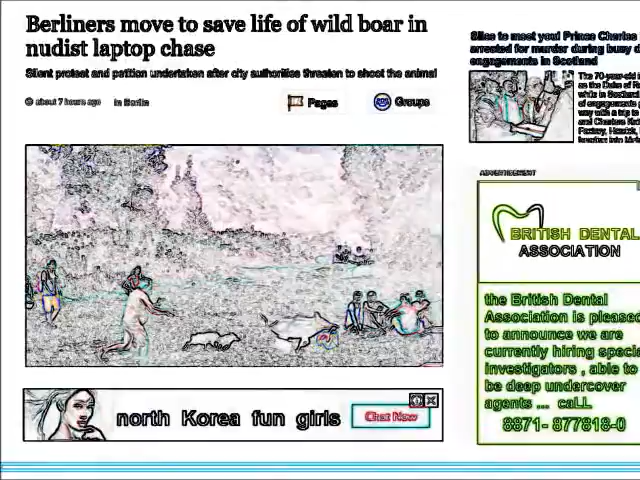 Berliners move to save life of wild boar in
nudist laptop chase
Silent protest and petition undertaken after city authorities threaten to shoot the animal
about 7 hours ago in Berlin
Pages
Groups
north Korea fun girls
Chat Now
to meet you! Prince Charles
arrested for murder during busy
engagements in Scotland
The 70-year-old
as the Duke of
while in Scotland
of engagements
way with a trip to
and Charles
Factory,
ADVERTISEMENT
BRITISH DENTAL
ASSOCIATION
the British Dental
Association is pleased
to announce we are
currently hiring specia
investigators , able to
be deep undercover
agents ... caLL
8871- 877818-0